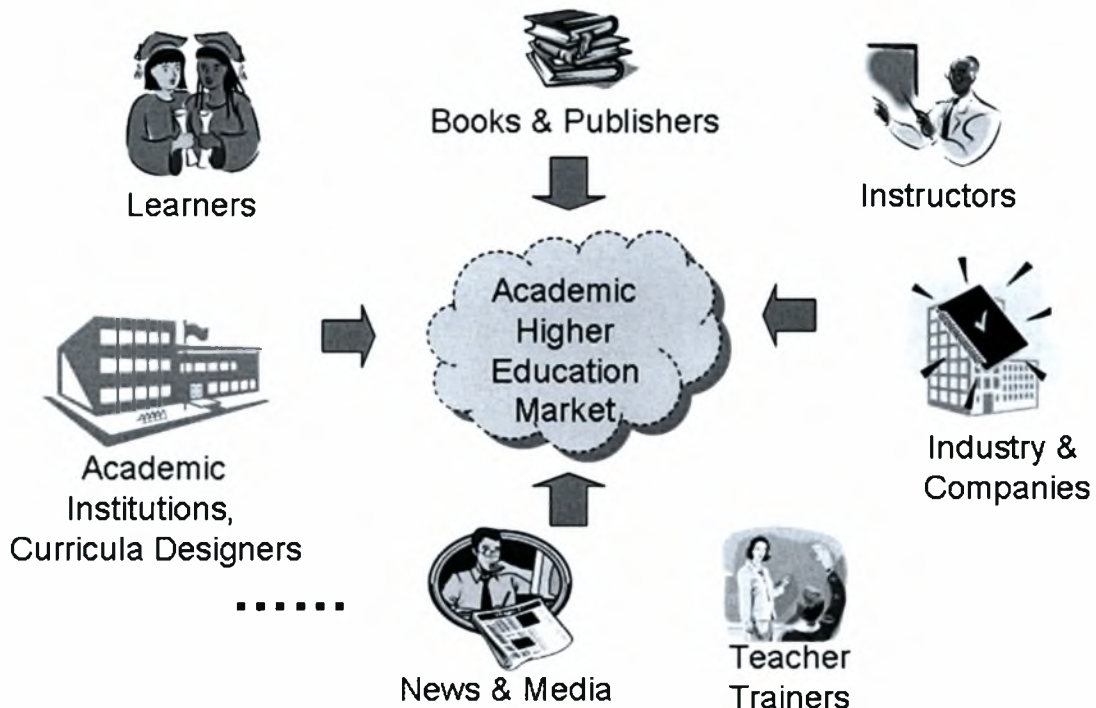 Books & Publishers
Learners
Instructors
Academic
Higher
Education
Market
Academic
Institutions,
Curricula Designers
Industry &
Companies
......
News & Media
Teacher
Trainers